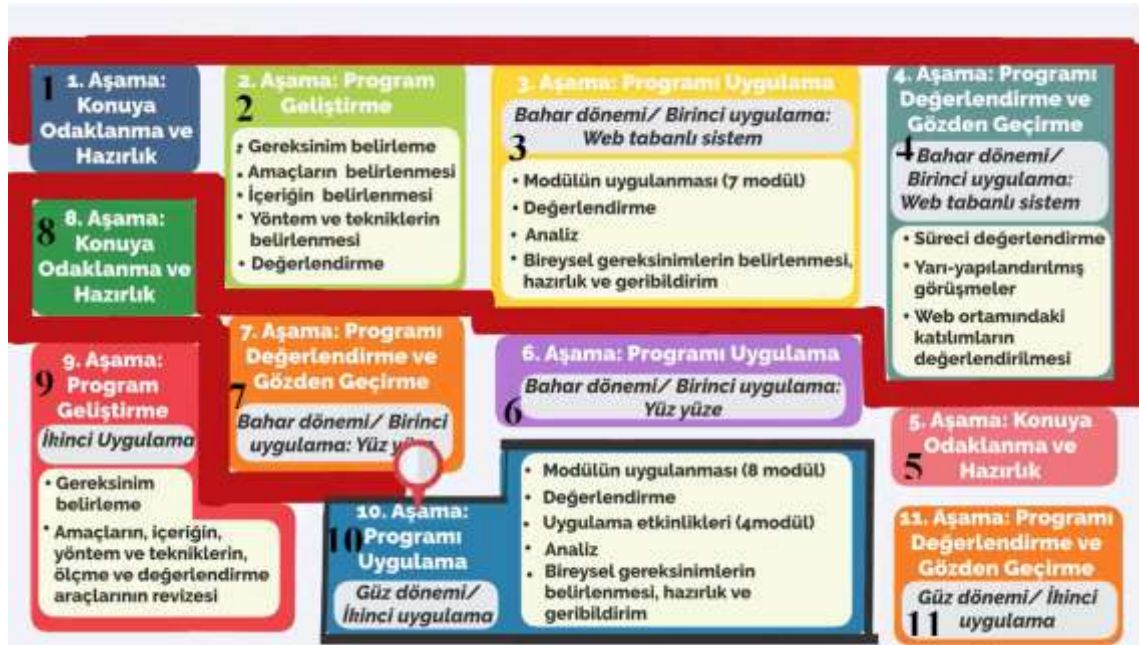 1
1. Aşama:
Konuya
Odaklanma ve
Hazırlık
2. Aşama: Program
2
Geliştirme
Gereksinim belirleme
Amaçların belirlenmesi
İçeriğin belirlenmesi
Yöntem ve tekniklerin
belirlenmesi
Değerlendirme
3. Aşama: Programı Uygulama
Bahar dönemi/ Birinci uygulama:
3
Web tabanlı sistem
• Modülün uygulanması (7 modül)
• Değerlendirme
• Analiz
• Bireysel gereksinimlerin belirlenmesi,
hazırlık ve geribildirim
4. Aşama: Programı
Değerlendirme ve
Gözden Geçirme
4
Bahar dönemi/
Birinci uygulama:
Web tabanlı sistem
• Süreci değerlendirme
• Yarı-yapılandırılmış
görüşmeler
• Web ortamındaki
katılımların
değerlendirilmesi
5. Aşama: Konuya
Odaklanma ve
5
Hazırlık
6. Aşama: Programı Uygulama
Bahar dönemi/ Birinci uygulama:
6
Yüz yüze
7. Aşama: Programı
Değerlendirme ve
Gözden Geçirme
7
Bahar dönemi/ Birinci
uygulama: Yüz
8
8. Aşama:
Konuya
Odaklanma ve
Hazırlık
9. Aşama:
9
Program
Geliştirme
İkinci Uygulama
• Gereksinim
belirleme
• Amaçların, içeriğin,
yöntem ve tekniklerin,
ölçme ve değerlendirme
araçlarının revizesi
10. Aşama:
10
Programı
Uygulama
Güz dönemi/
İkinci uygulama
• Modülün uygulanması (8 modül)
• Değerlendirme
• Uygulama etkinlikleri (4modül)
• Analiz
• Bireysel gereksinimlerin
belirlenmesi, hazırlık ve
geribildirim
11. Aşama: Programı
Değerlendirme ve
Gözden Geçirme
Güz dönemi/ İkinci
11
uygulama